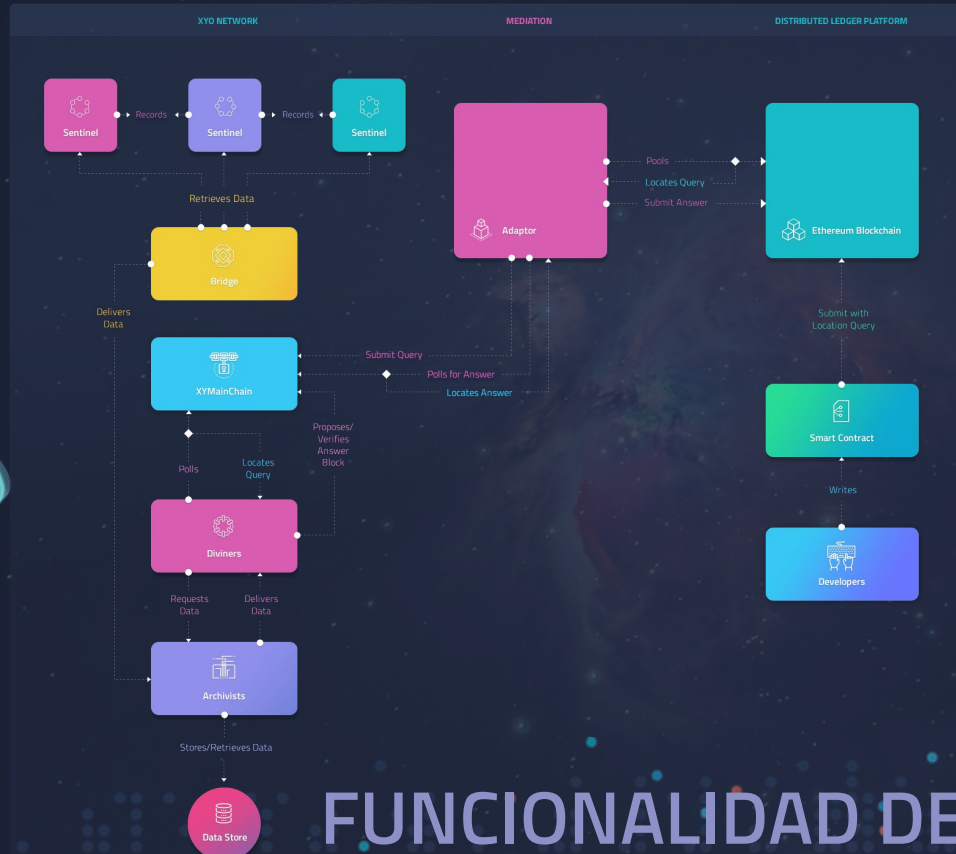 XYO NETWORK
MEDIATION
DISTRIBUTED LEDGER PLATFORM
Sentinel
Records
Sentinel
Records
Sentinel
Retrieves Data
Bridge
Delivers
Data
XYMainChain
Polls
Locates
Query
Proposes/
Verifies
Answer
Block
Diviners
Requests
Data
Delivers
Data
Archivists
Stores/Retrieves Data
Data Store
Adaptor
Submit Query
Polls for Answer
Locates Answer
Pools
Locates Query
Submit Answer
Ethereum Blockchain
Submit with
Location Query
Smart Contract
Writes
Developers
FUNCIONALIDAD DE